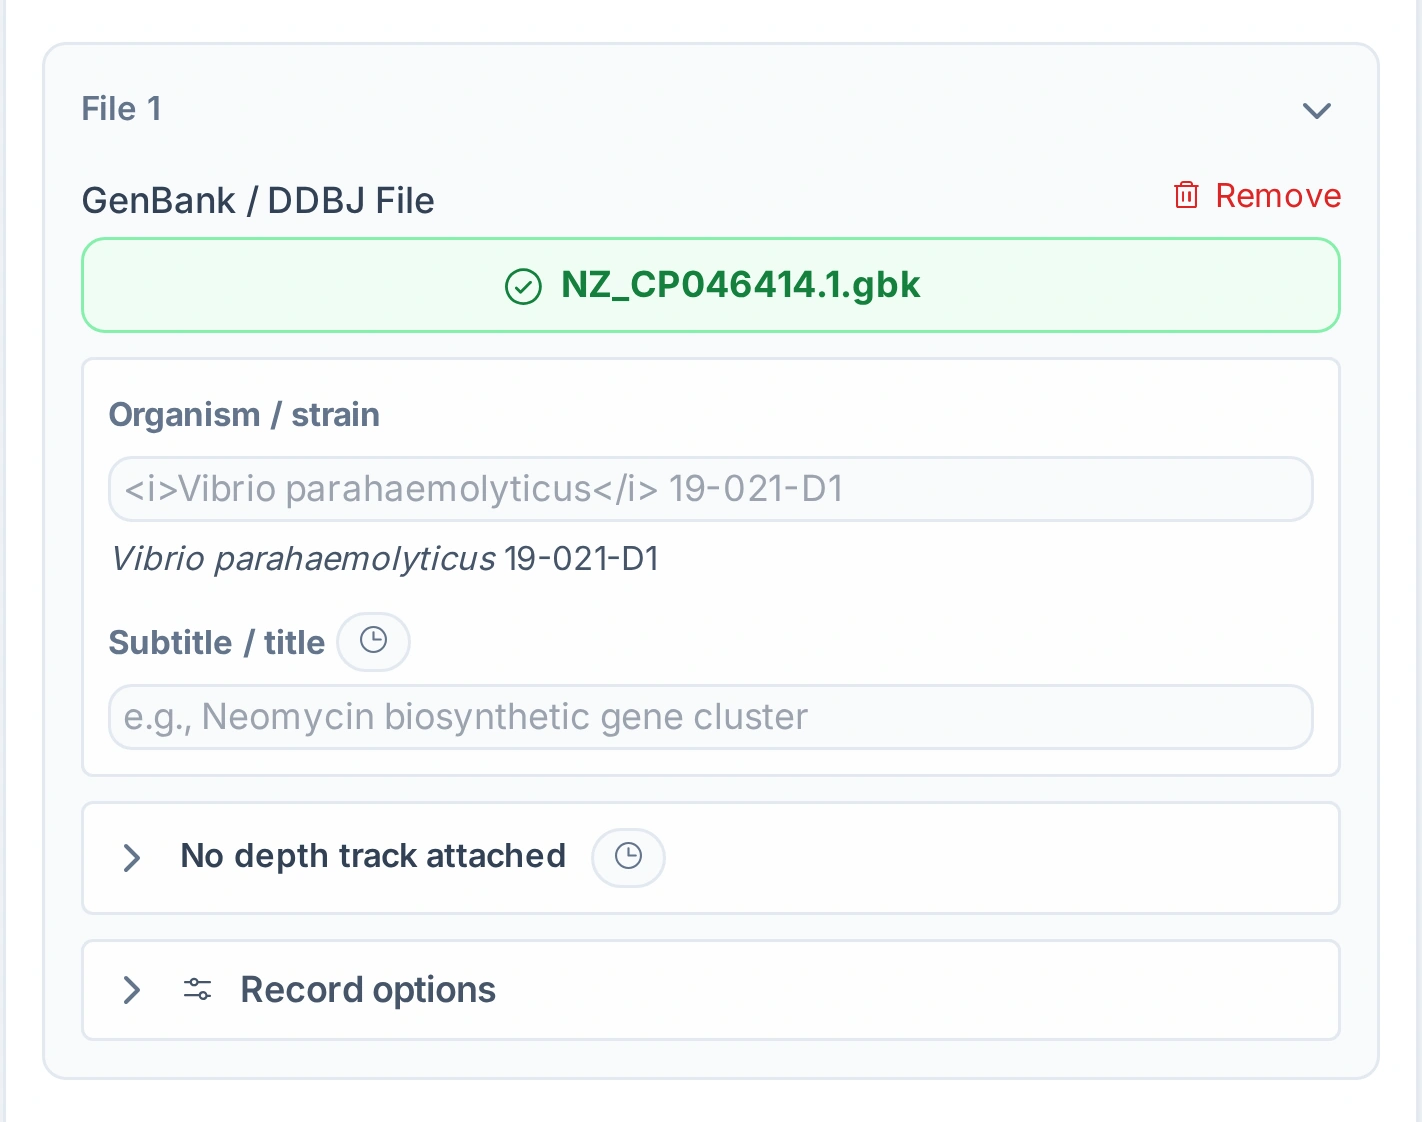 File 1
GenBank / DDBJ File
Remove
NZ_CP046414.1.gbk
Organism / strain
<i>Vibrio parahaemolyticus</i> 19-021-D1
Vibrio parahaemolyticus 19-021-D1
Subtitle / title
e.g., Neomycin biosynthetic gene cluster
No depth track attached
Record options